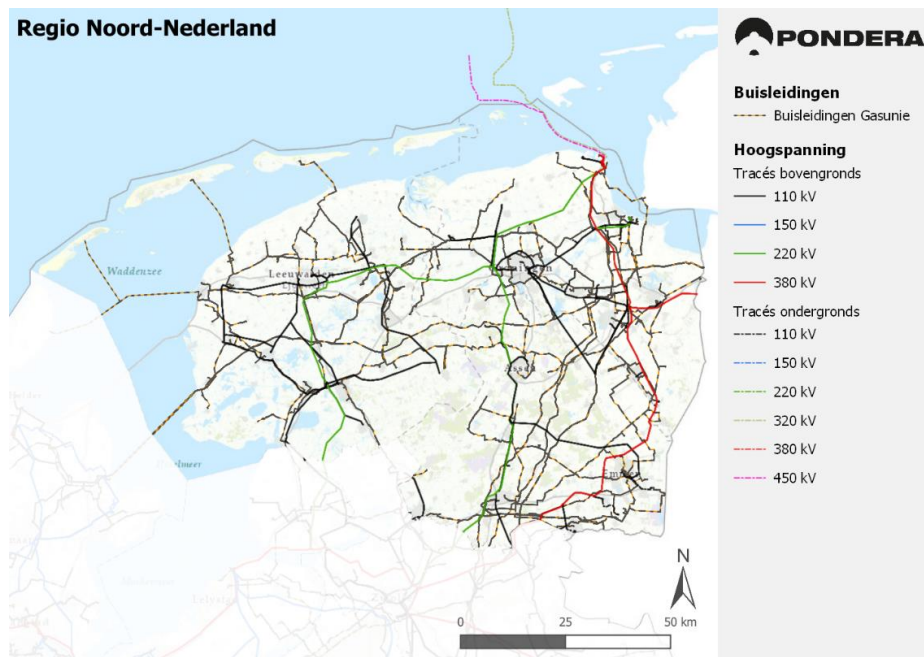 Regio Noord-Nederland
PONDERA
Buisleidingen
Buisleidingen Gasunie
Hoogspanning
Tracés bovengronds
110 kV
150 kV
220 kV
380 kV
Tracés ondergronds
110 kV
150 kV
220 kV
320 kV
380 kV
450 kV
Waddenzee
Leeuwarden
Assen
N
0 25 50 km